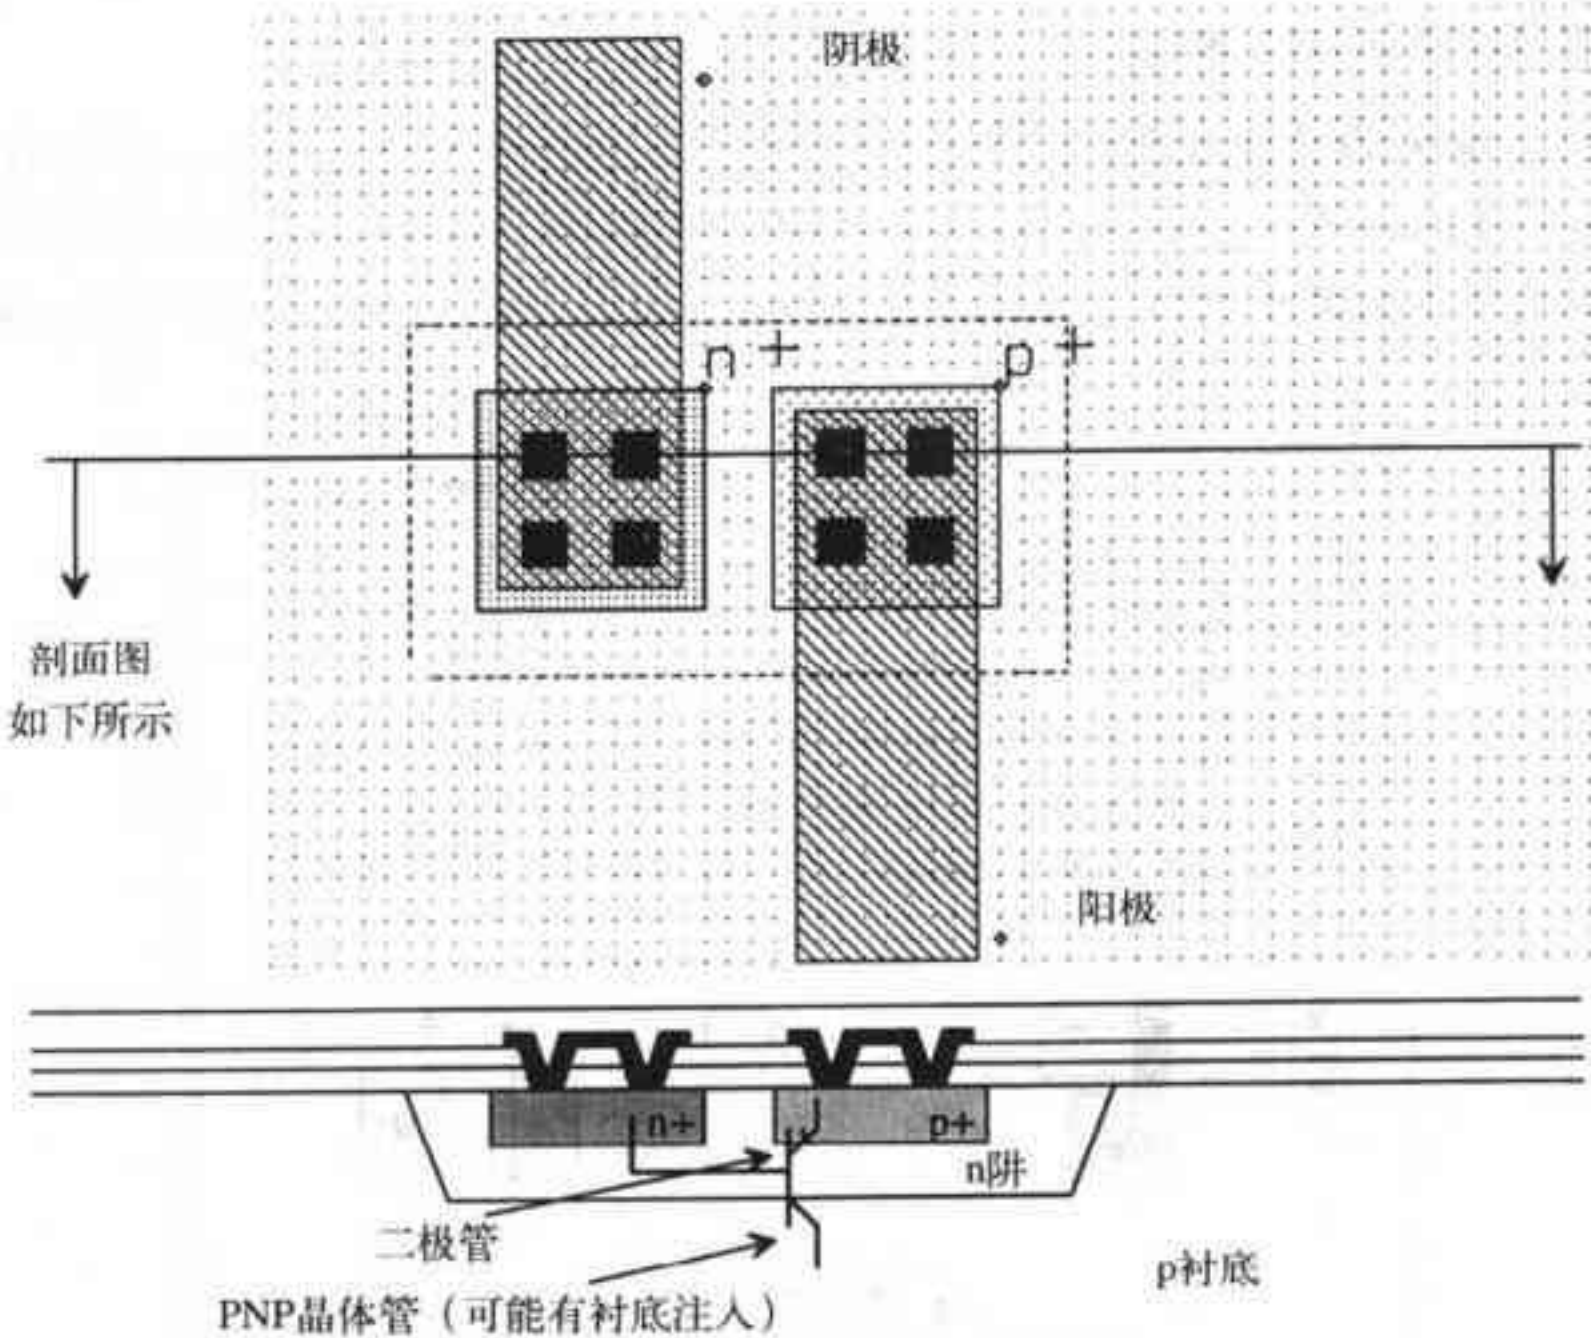 阴极
n+
p+
剖面图
如下所示
阳极
n+
p+
n阱
二极管
p衬底
PNP晶体管（可能有衬底注入）